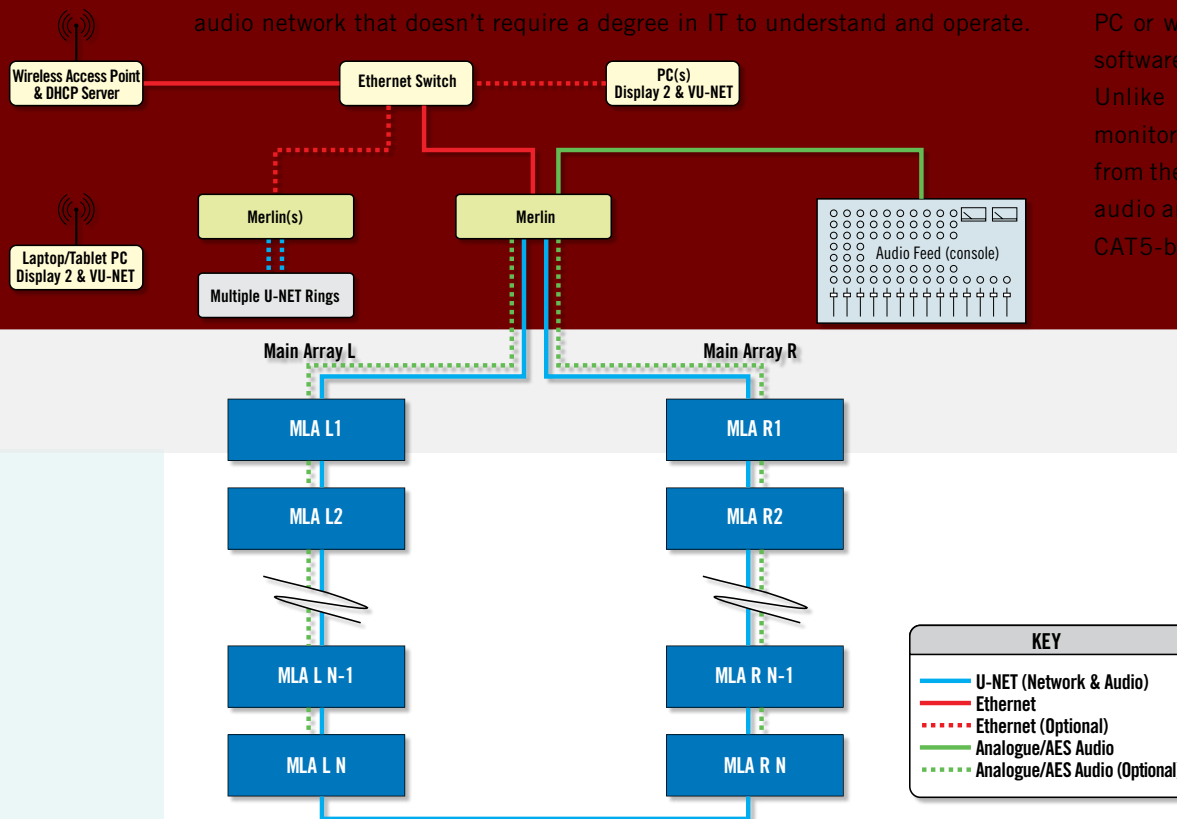 audio network that doesn't require a degree in IT to understand and operate.
PC or w
software
Unlike
monitor
from the
audio a
CAT5-b
Wireless Access Point
& DHCP Server
Ethernet Switch
PC(s)
Display 2 & VU-NET
Laptop/Tablet PC
Display 2 & VU-NET
Merlin(s)
Merlin
Multiple U-NET Rings
Audio Feed (console)
Main Array L
Main Array R
MLA L1
MLA R1
MLA L2
MLA R2
MLA L N-1
MLA R N-1
MLA L N
MLA R N
KEY
U-NET (Network & Audio)
Ethernet
Ethernet (Optional)
Analogue/AES Audio
Analogue/AES Audio (Optional)